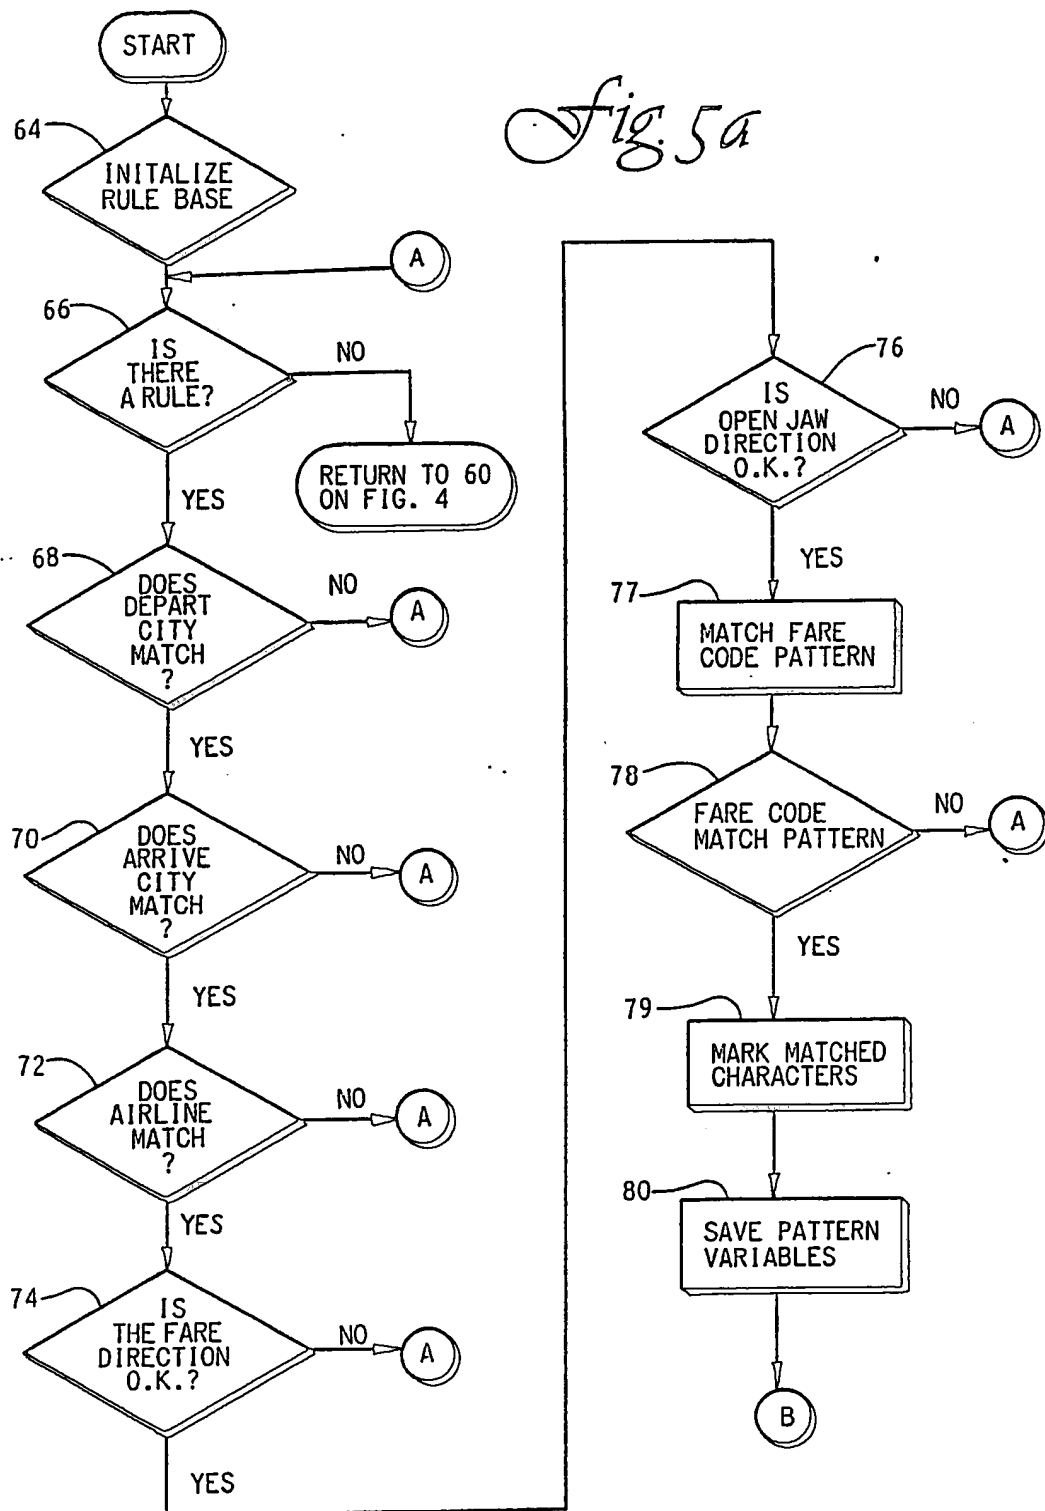 START
Fig. 5a
64
INITALIZE
RULE BASE
A
66
IS
THERE
A RULE?
NO
RETURN TO 60
ON FIG. 4
YES
68
DOES
DEPART
CITY
MATCH
?
NO
A
YES
70
DOES
ARRIVE
CITY
MATCH
?
NO
A
YES
72
DOES
AIRLINE
MATCH
?
NO
A
YES
74
IS
THE FARE
DIRECTION
O.K.?
NO
A
YES
76
IS
OPEN JAW
DIRECTION
O.K.?
NO
A
YES
77
MATCH FARE
CODE PATTERN
78
FARE CODE
MATCH PATTERN
NO
A
YES
79
MARK MATCHED
CHARACTERS
80
SAVE PATTERN
VARIABLES
B